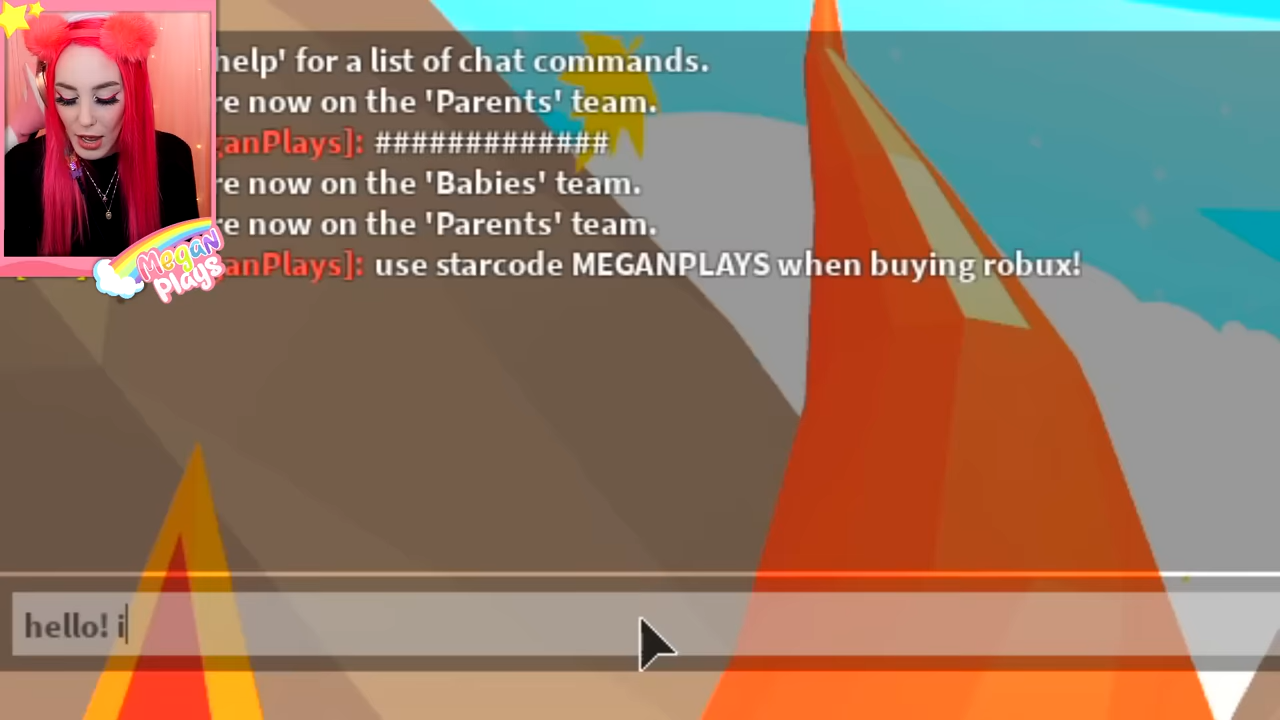 help' for a list of chat commands.
re now on the 'Parents' team.
ganPlays]: #############
re now on the 'Babies' team.
re now on the 'Parents' team.
ganPlays]: use starcode MEGANPLAYS when buying robux!
MEGAN
Plays
hello! i